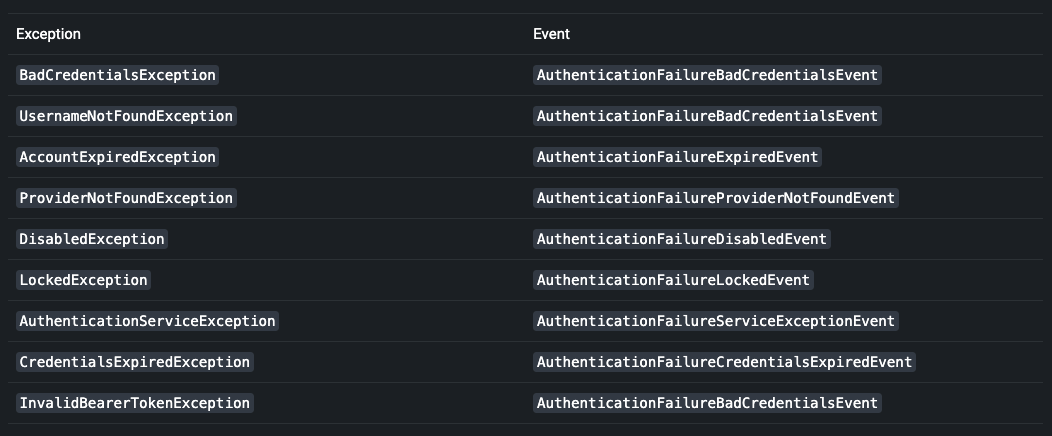 Exception Event
BadCredentialsException AuthenticationFailureBadCredentialsEvent
UsernameNotFoundException AuthenticationFailureBadCredentialsEvent
AccountExpiredException AuthenticationFailureExpiredEvent
ProviderNotFoundException AuthenticationFailureProviderNotFoundEvent
DisabledException AuthenticationFailureDisabledEvent
LockedException AuthenticationFailureLockedEvent
AuthenticationServiceException AuthenticationFailureServiceExceptionEvent
CredentialsExpiredException AuthenticationFailureCredentialsExpiredEvent
InvalidBearerTokenException AuthenticationFailureBadCredentialsEvent